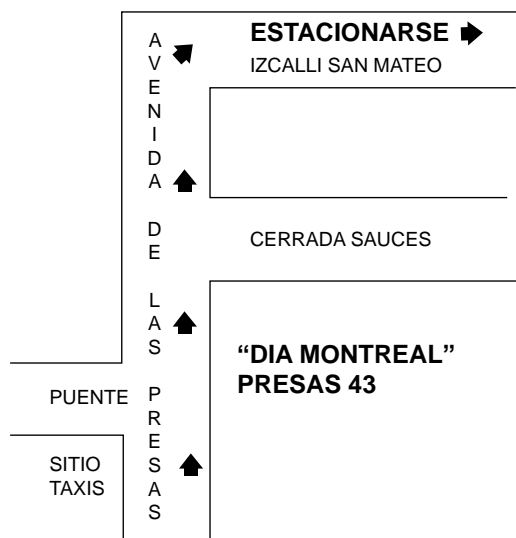 ESTACIONARSE
IZCALLI SAN MATEO
AVENIDA DE LAS PRESAS
CERRADA SAUCES
“DIA MONTREAL”
PRESAS 43
PUENTE
SITIO
TAXIS